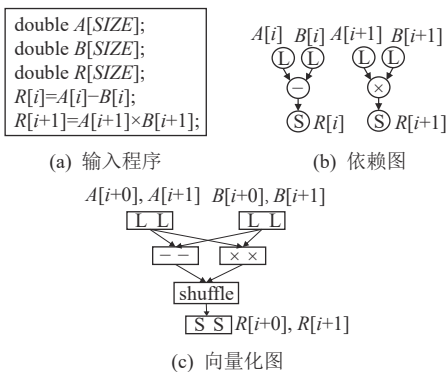 double A[SIZE];
double B[SIZE];
double R[SIZE];
R[i]=A[i]−B[i];
R[i+1]=A[i+1]×B[i+1];
(a) 输入程序
A[i] B[i] A[i+1] B[i+1]
L L L L
− ×
S R[i] S R[i+1]
(b) 依赖图
A[i+0], A[i+1] B[i+0], B[i+1]
L L L L
− − × ×
shuffle
S S R[i+0], R[i+1]
(c) 向量化图